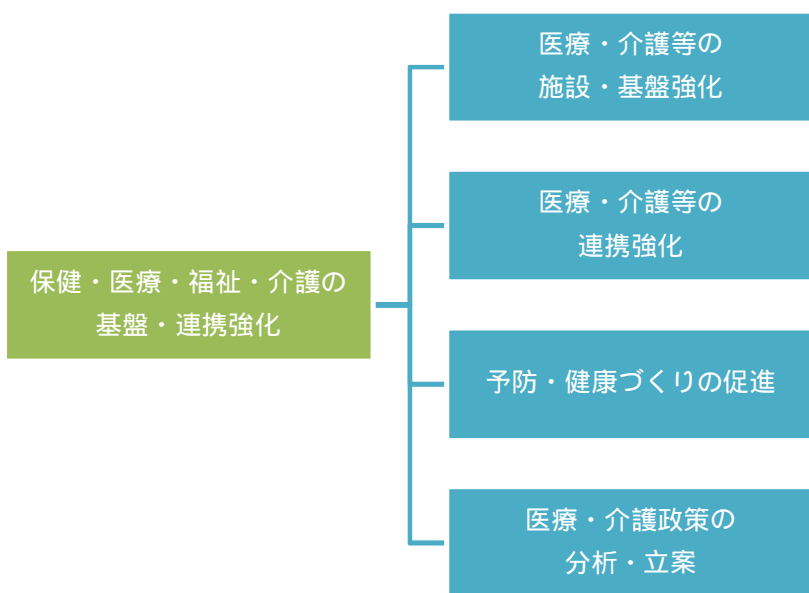 医療・介護等の
施設・基盤強化
医療・介護等の
連携強化
保健・医療・福祉・介護の
基盤・連携強化
予防・健康づくりの促進
医療・介護政策の
分析・立案